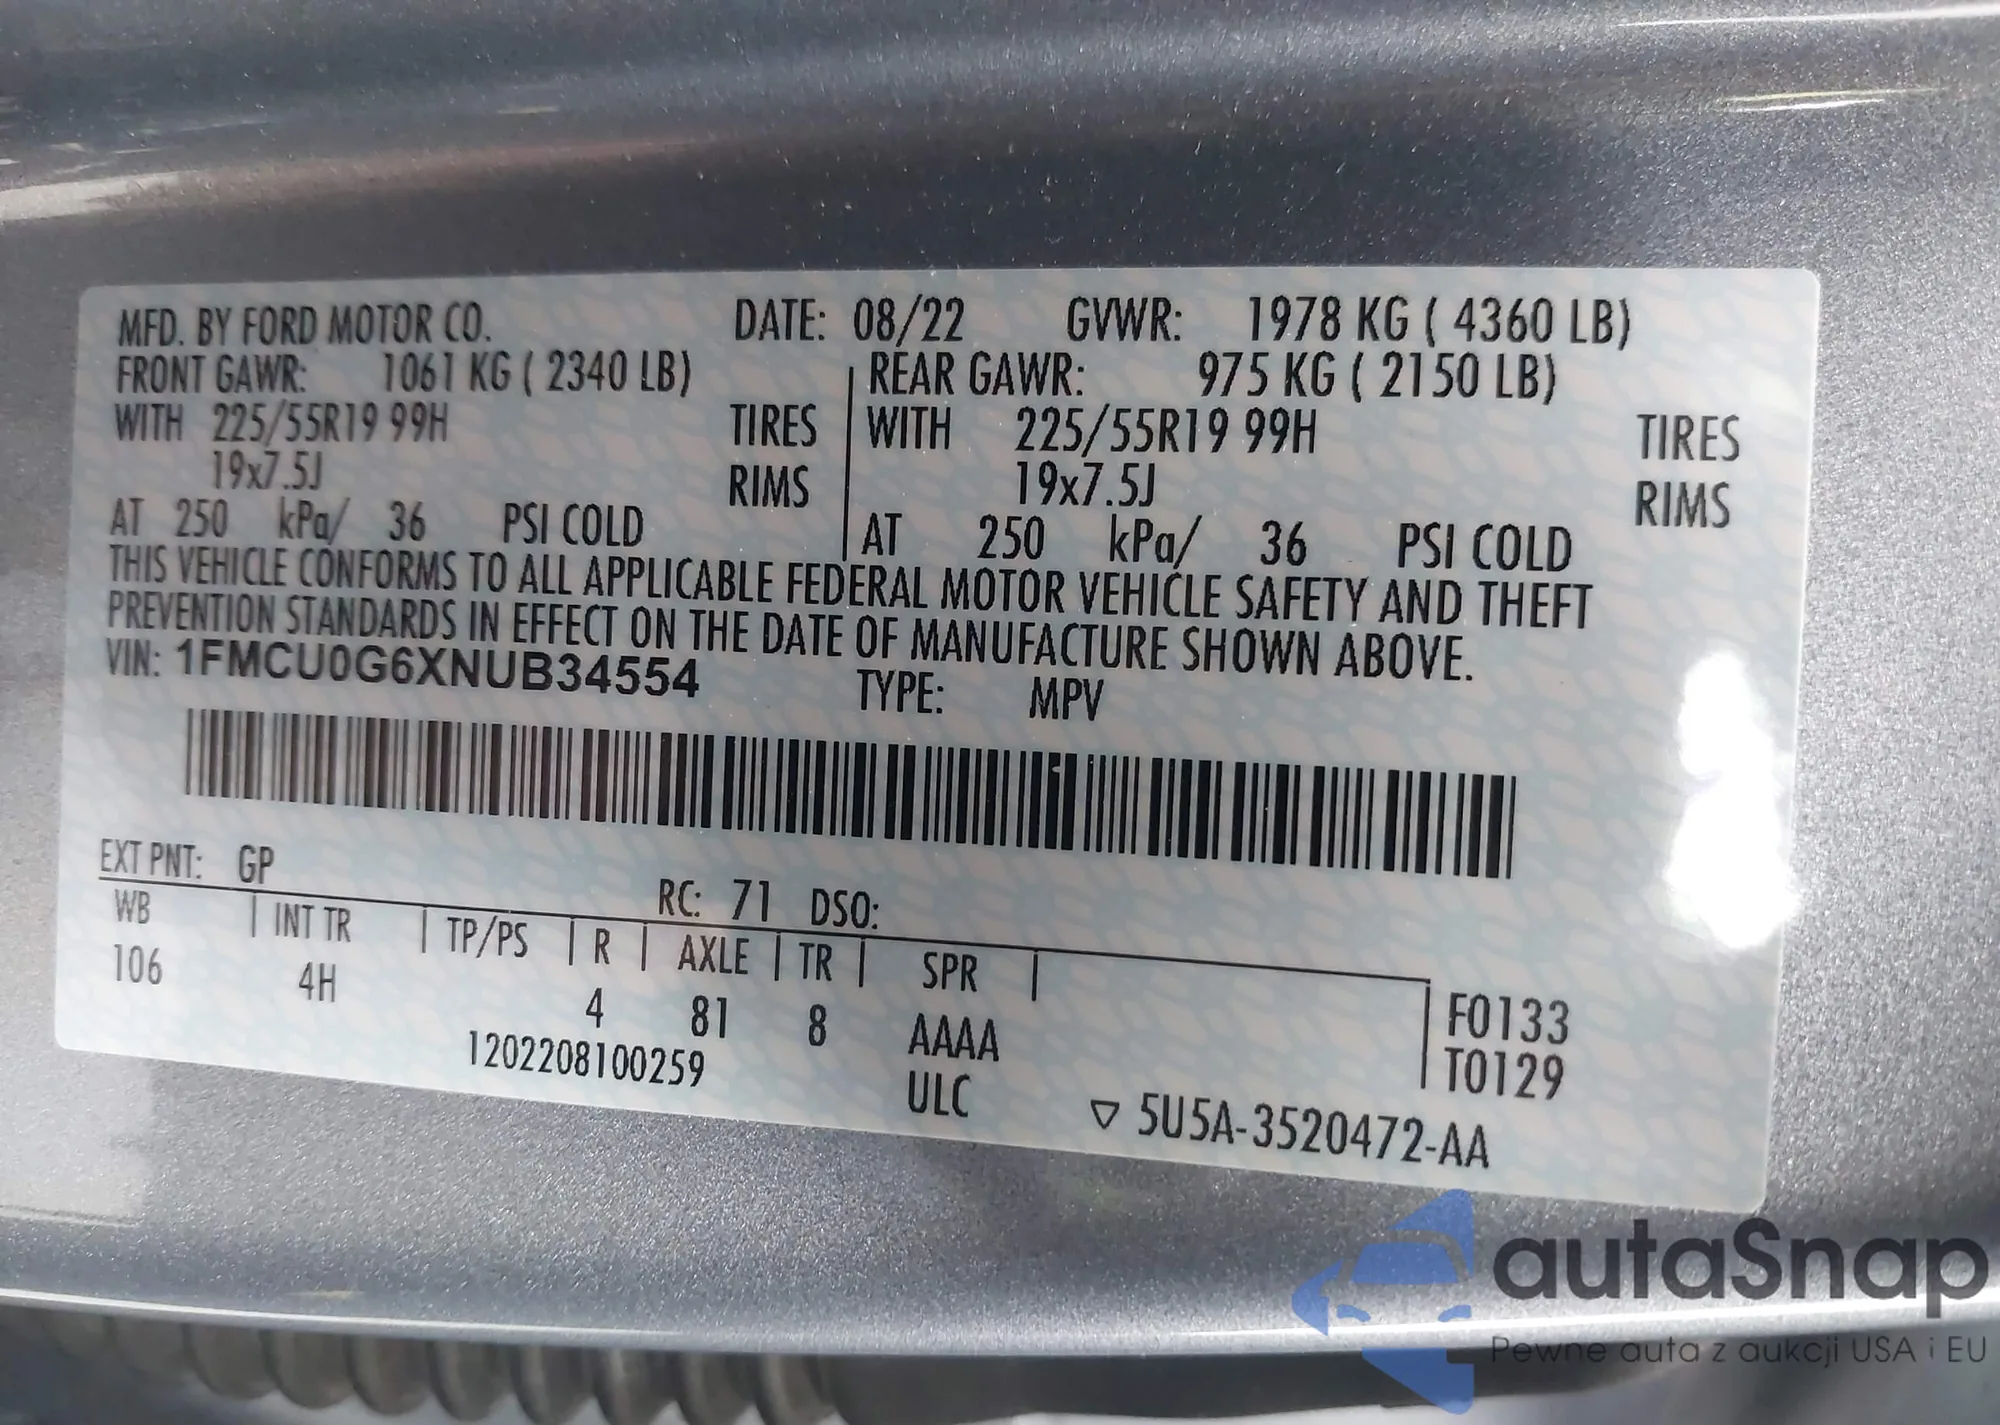 MFD. BY FORD MOTOR CO. DATE: 08/22 GVWR: 1978 KG ( 4360 LB)
FRONT GAWR: 1061 KG ( 2340 LB) REAR GAWR: 975 KG ( 2150 LB)
WITH 225/55R19 99H TIRES WITH 225/55R19 99H TIRES
19x7.5J RIMS 19x7.5J RIMS
AT 250 kPa/ 36 PSI COLD AT 250 kPa/ 36 PSI COLD
THIS VEHICLE CONFORMS TO ALL APPLICABLE FEDERAL MOTOR VEHICLE SAFETY AND THEFT
PREVENTION STANDARDS IN EFFECT ON THE DATE OF MANUFACTURE SHOWN ABOVE.
VIN: 1FMCU0G6XNUB34554 TYPE: MPV
EXT PNT: GP RC: 71 DSO:
WB INT TR TP/PS R AXLE TR SPR
106 4H 4 81 8 AAAA F0133
1202208100259 ULC T0129
▽ 5U5A-3520472-AA
autaSnap
Pewne auta z aukcji USA i EU